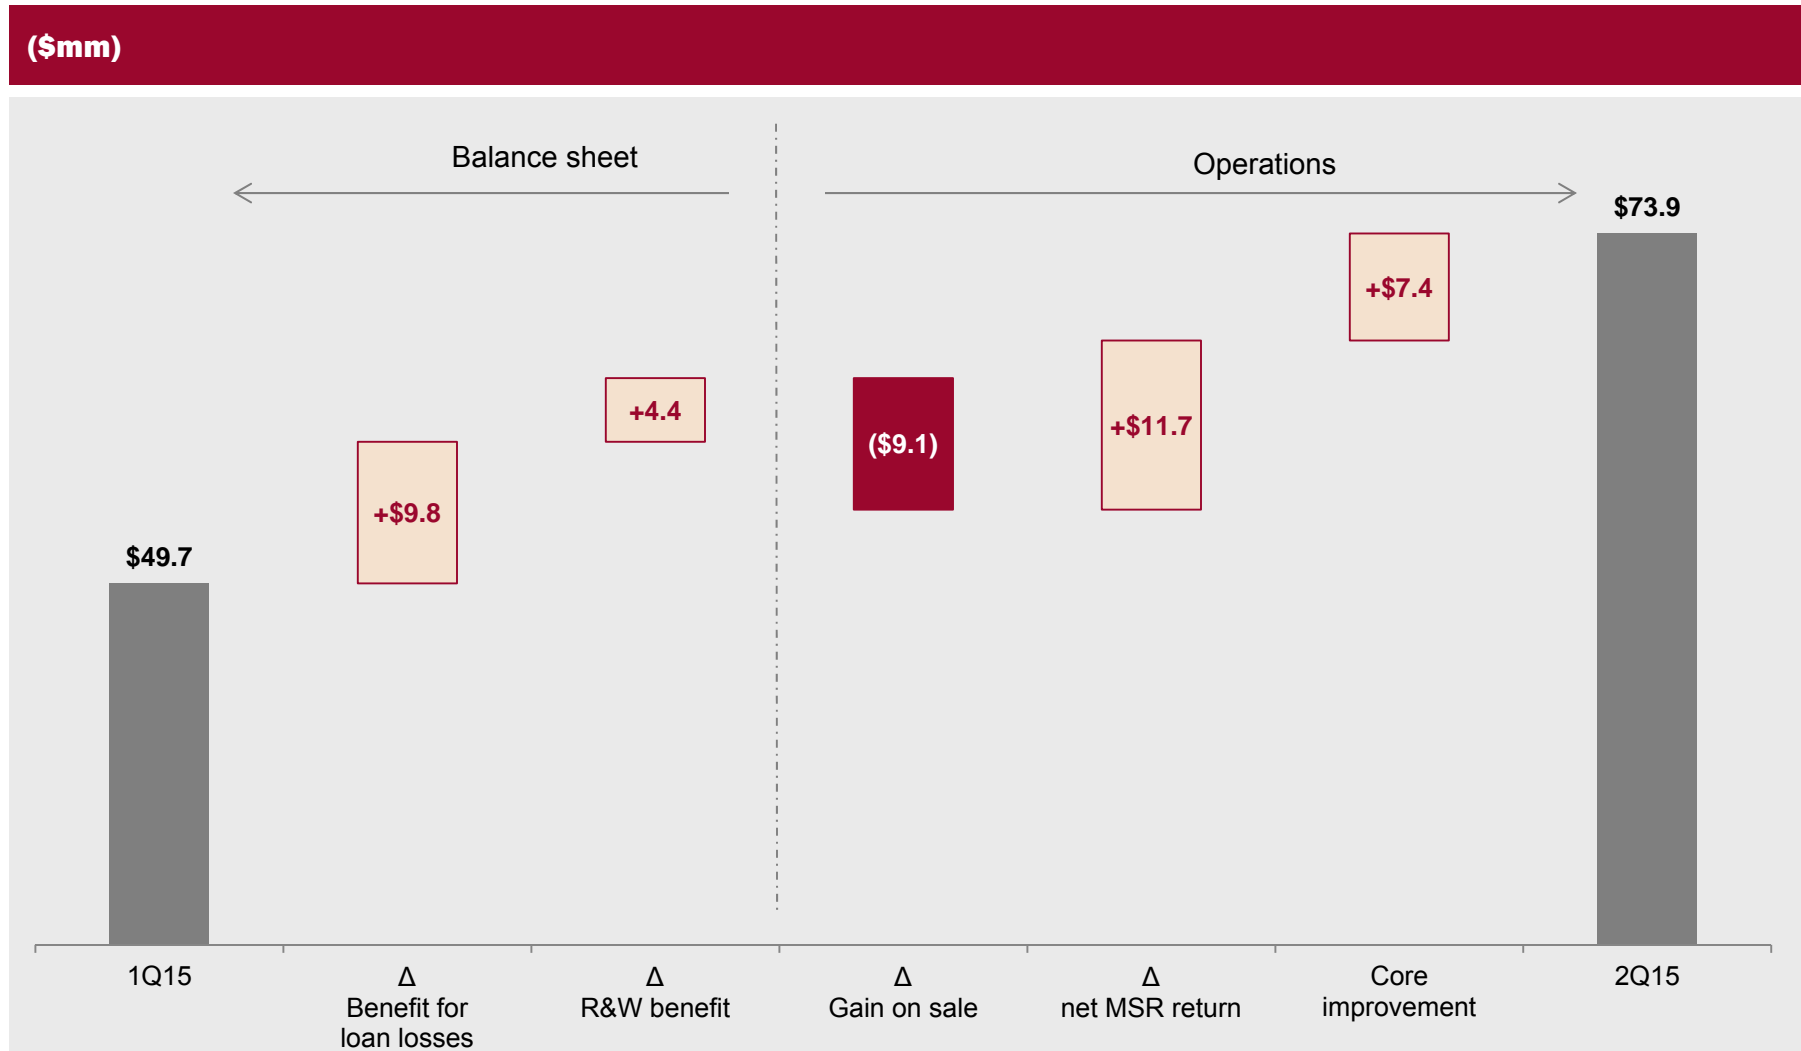 ($mm)
Balance sheet
Operations
$73.9
+$7.4
+4.4
+$11.7
($9.1)
+$9.8
$49.7
1Q15
Δ
Benefit for
loan losses
Δ
R&W benefit
Δ
Gain on sale
Δ
net MSR return
Core
improvement
2Q15